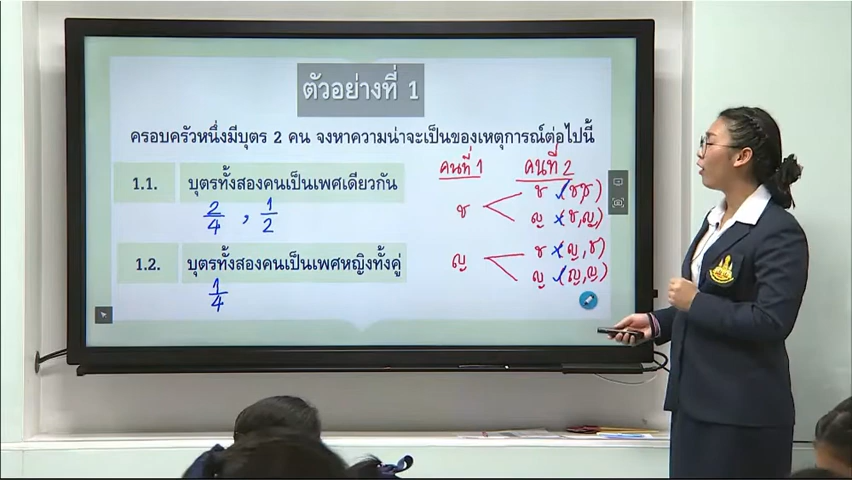 ตัวอย่างที่ 1
ครอบครัวหนึ่งมีบุตร 2 คน จงหาความน่าจะเป็นของเหตุการณ์ต่อไปนี้
1.1. บุตรทั้งสองคนเป็นเพศเดียวกัน
2/4 , 1/2
1.2. บุตรทั้งสองคนเป็นเพศหญิงทั้งคู่
1/4
คนที่ 1 คนที่ 2
ช ช ✓ (ช,ช)
ญ × (ช,ญ)
ญ ช × (ญ,ช)
ญ ✓ (ญ,ญ)